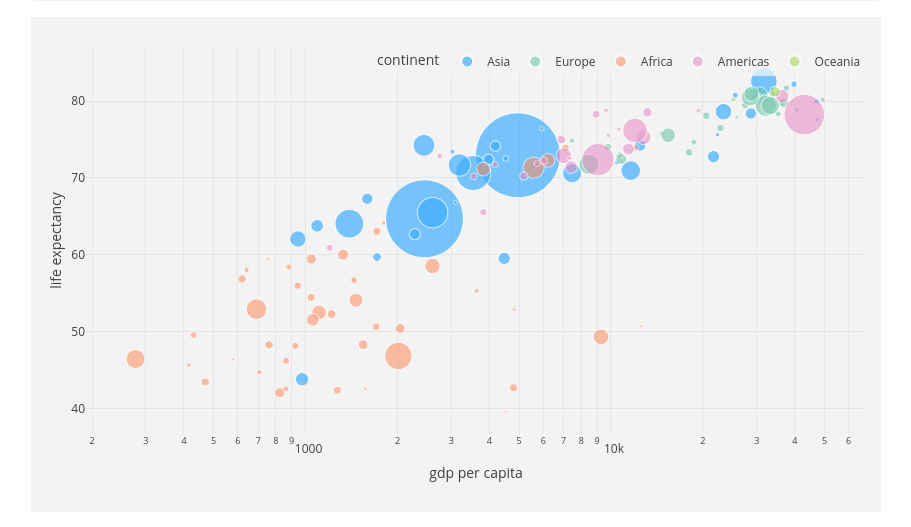 continent Asia Europe Africa Americas Oceania
80
70
60
50
40
life expectancy
2 3 4 5 6 7 8 9 1000 2 3 4 5 6 7 8 9 10k 2 3 4 5 6
gdp per capita